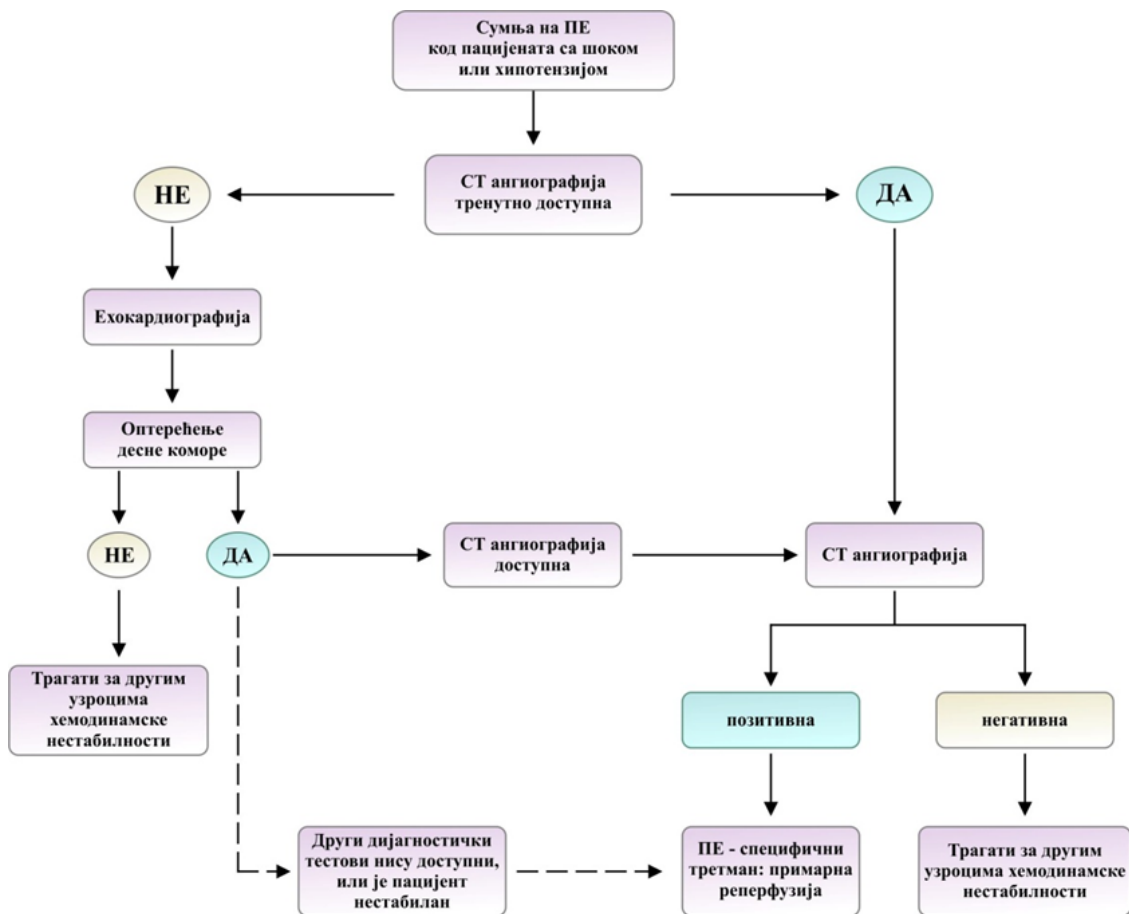 Сумња на ПЕ
код пацијената са шоком
или хипотензијом
НЕ
СТ ангиографија
тренутно доступна
ДА
Ехокардиографија
Оптерећење
десне коморе
НЕ
ДА
СТ ангиографија
доступна
СТ ангиографија
Трагати за другим
узроцима
хемодинамске
нестабилности
позитивна
негативна
Други дијагностички
тестови нису доступни,
или је пацијент
нестабилан
ПЕ - специфични
третман: примарна
реперфузија
Трагати за другим
узроцима хемодинамске
нестабилности